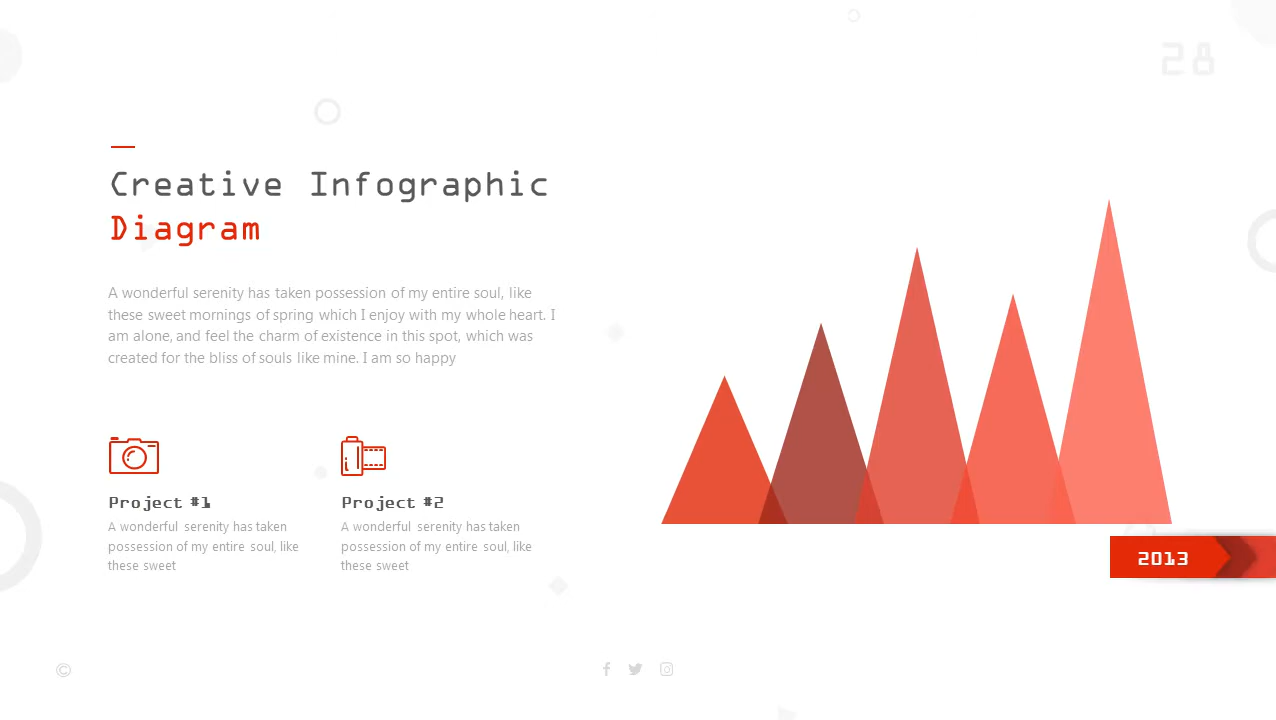 28
Creative Infographic
Diagram
A wonderful serenity has taken possession of my entire soul, like
these sweet mornings of spring which I enjoy with my whole heart. I
am alone, and feel the charm of existence in this spot, which was
created for the bliss of souls like mine. I am so happy
Project #1
A wonderful serenity has taken
possession of my entire soul, like
these sweet
Project #2
A wonderful serenity has taken
possession of my entire soul, like
these sweet
2013
©